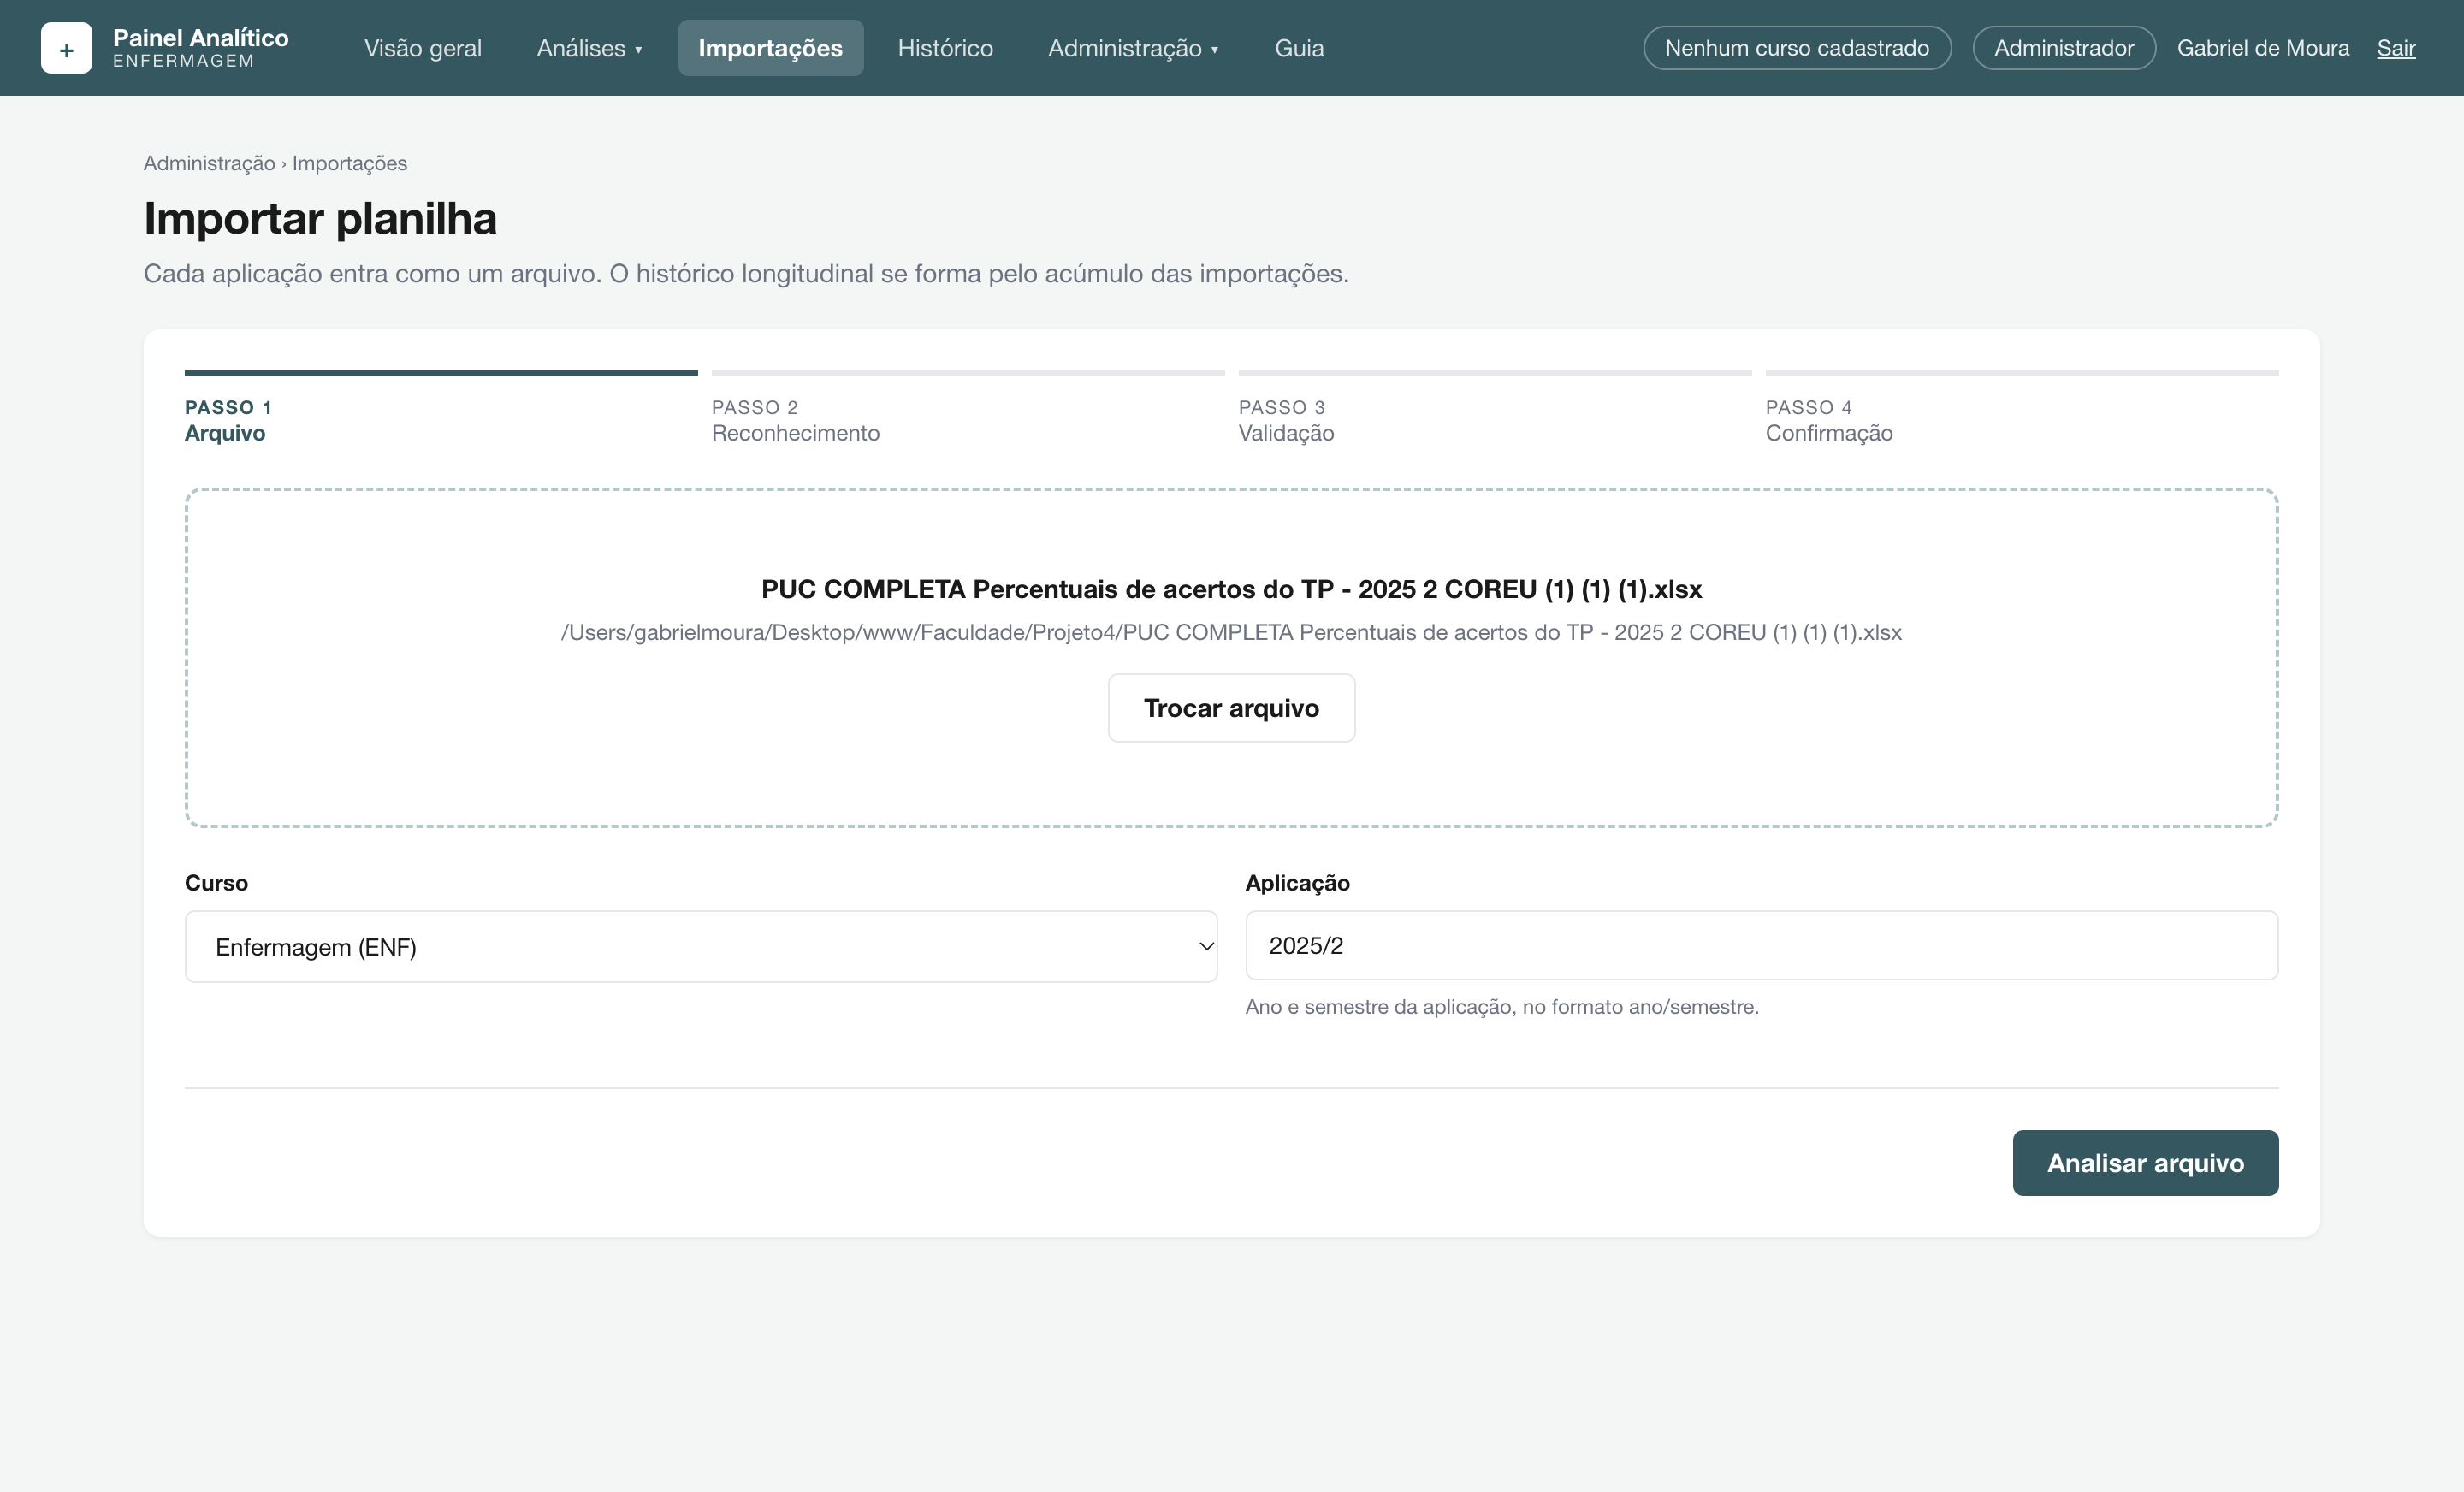 +
Painel Analítico
ENFERMAGEM
Visão geral
Análises ▾
Importações
Histórico
Administração ▾
Guia
Nenhum curso cadastrado
Administrador
Gabriel de Moura
Sair
Administração › Importações
Importar planilha
Cada aplicação entra como um arquivo. O histórico longitudinal se forma pelo acúmulo das importações.
PASSO 1
Arquivo
PASSO 2
Reconhecimento
PASSO 3
Validação
PASSO 4
Confirmação
PUC COMPLETA Percentuais de acertos do TP - 2025 2 COREU (1) (1) (1).xlsx
/Users/gabrielmoura/Desktop/www/Faculdade/Projeto4/PUC COMPLETA Percentuais de acertos do TP - 2025 2 COREU (1) (1) (1).xlsx
Trocar arquivo
Curso
Enfermagem (ENF)
Aplicação
2025/2
Ano e semestre da aplicação, no formato ano/semestre.
Analisar arquivo